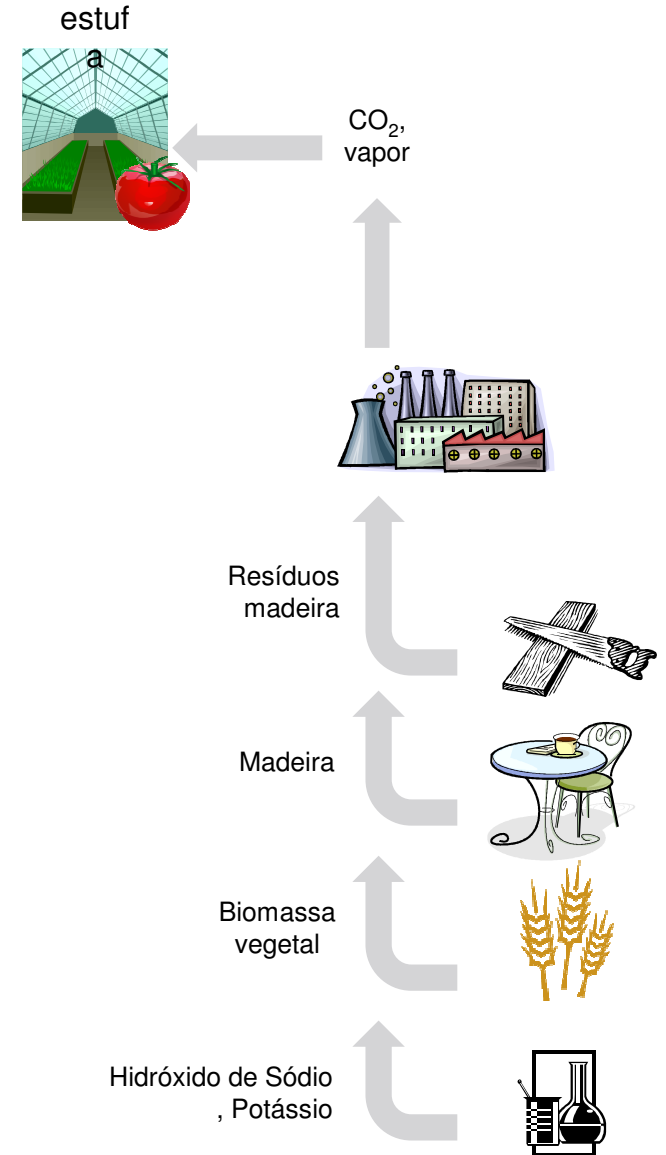 estuf
a
CO₂,
vapor
Resíduos
madeira
Madeira
Biomassa
vegetal
Hidróxido de Sódio
, Potássio